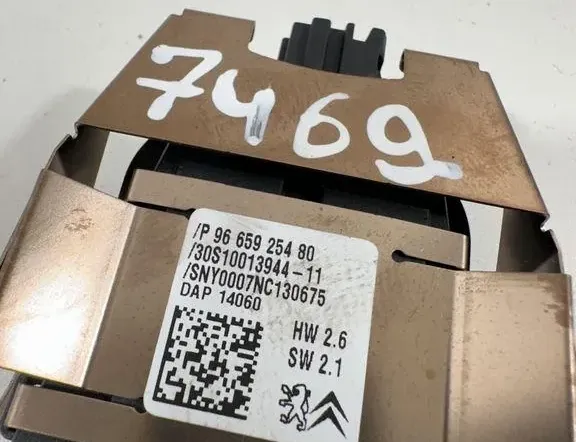 7469
/P 96 659 254 80
/30S10013944-11
/SNY0007NC130675
DAP 14060
HW 2.6
SW 2.1